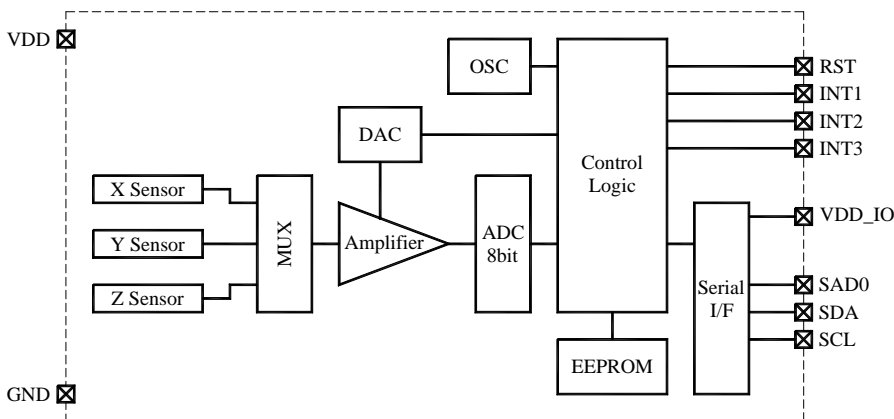 VDD
OSC
RST
INT1
INT2
INT3
DAC
Control
Logic
X Sensor
Y Sensor
Z Sensor
MUX
Amplifier
ADC
8bit
VDD_IO
Serial
I/F
SAD0
SDA
SCL
EEPROM
GND